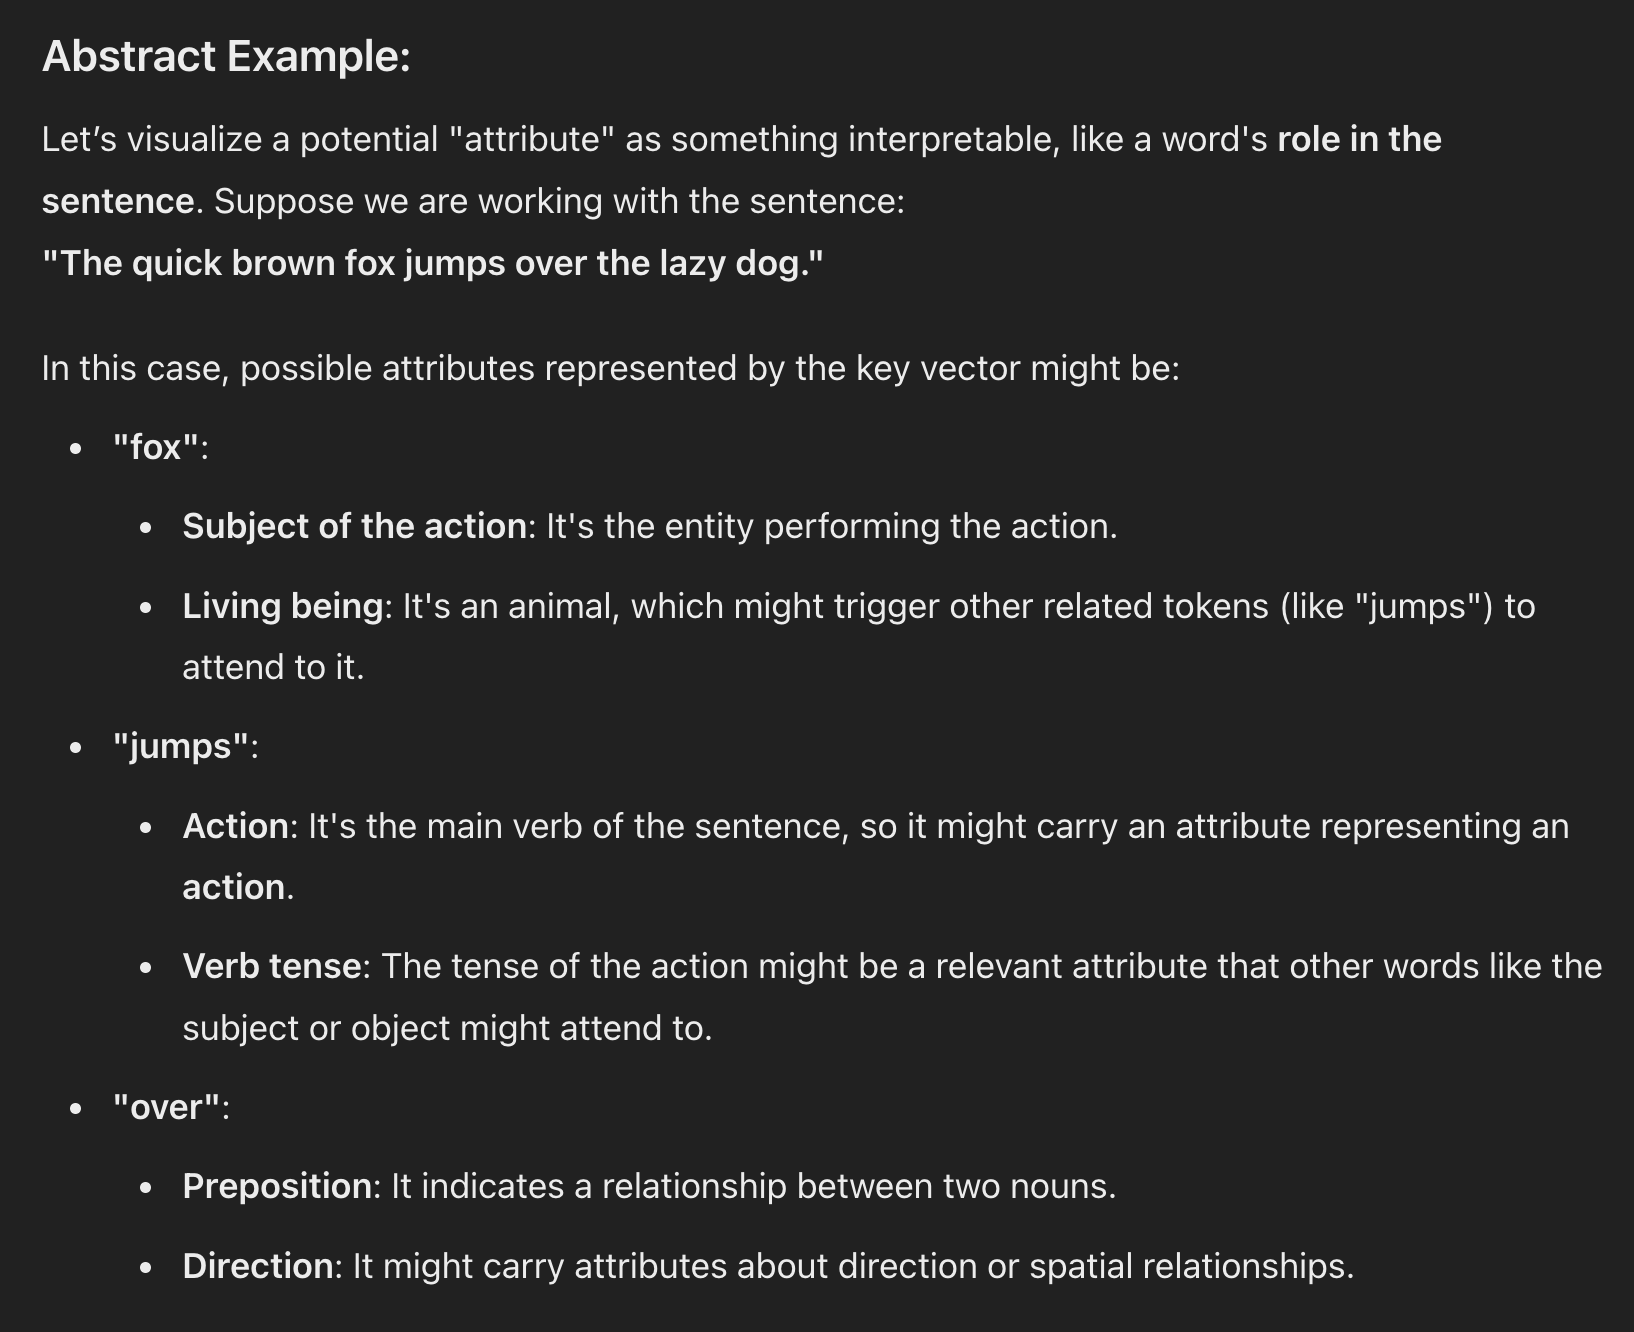 Abstract Example:
Let’s visualize a potential "attribute" as something interpretable, like a word's role in the
sentence. Suppose we are working with the sentence:
"The quick brown fox jumps over the lazy dog."
In this case, possible attributes represented by the key vector might be:
• "fox":
• Subject of the action: It's the entity performing the action.
• Living being: It's an animal, which might trigger other related tokens (like "jumps") to
attend to it.
• "jumps":
• Action: It's the main verb of the sentence, so it might carry an attribute representing an
action.
• Verb tense: The tense of the action might be a relevant attribute that other words like the
subject or object might attend to.
• "over":
• Preposition: It indicates a relationship between two nouns.
• Direction: It might carry attributes about direction or spatial relationships.